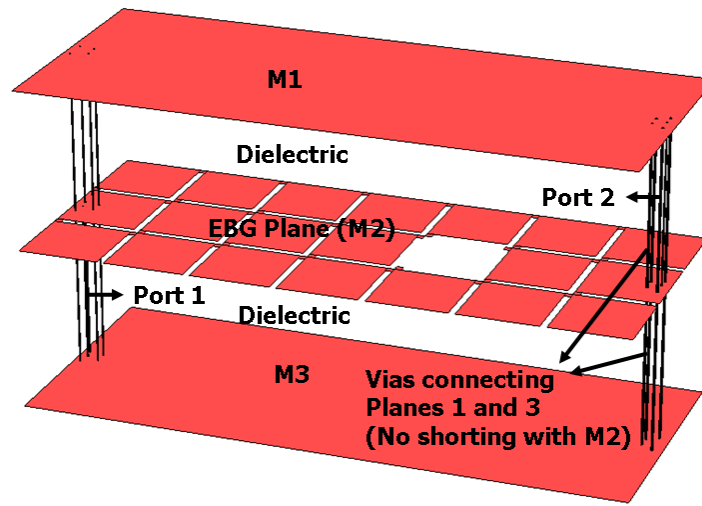 M1
Dielectric
Port 2
EBG Plane (M2)
Port 1
Dielectric
M3
Vias connecting
Planes 1 and 3
(No shorting with M2)